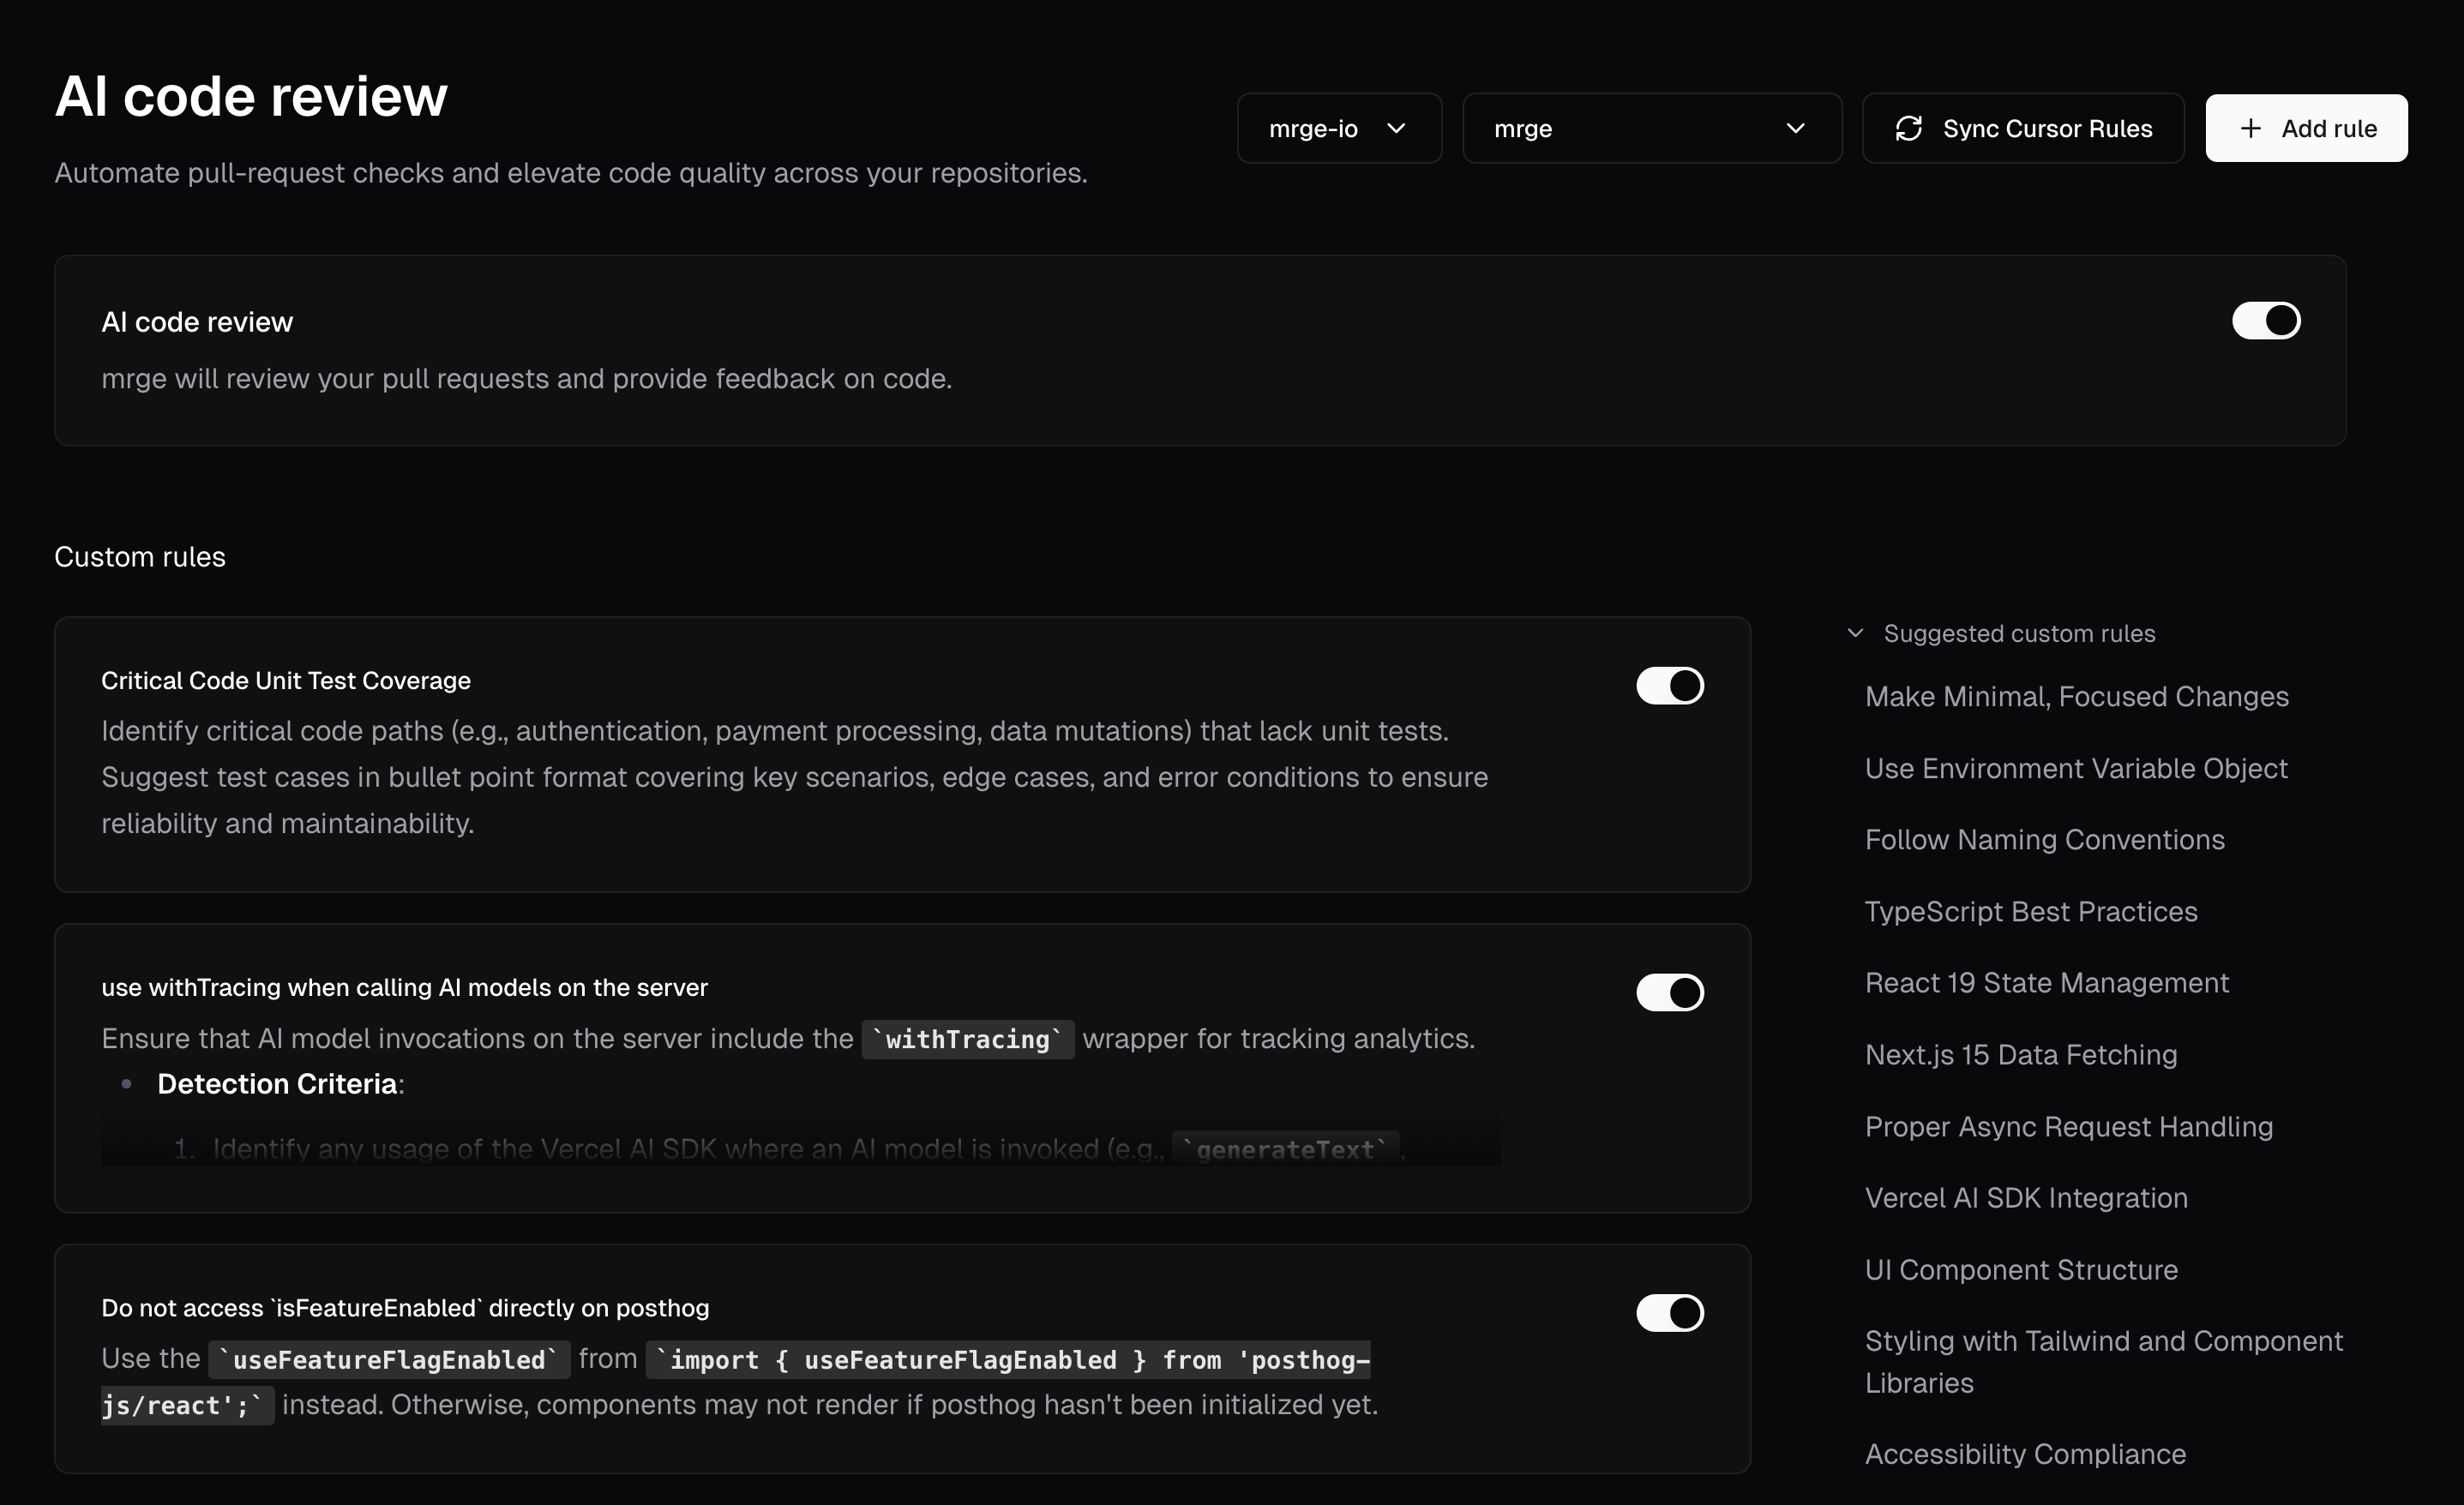 AI code review
Automate pull-request checks and elevate code quality across your repositories.
mrge-io
mrge
Sync Cursor Rules
Add rule
AI code review
mrge will review your pull requests and provide feedback on code.
Custom rules
Critical Code Unit Test Coverage
Identify critical code paths (e.g., authentication, payment processing, data mutations) that lack unit tests.
Suggest test cases in bullet point format covering key scenarios, edge cases, and error conditions to ensure
reliability and maintainability.
use withTracing when calling AI models on the server
Ensure that AI model invocations on the server include the `withTracing` wrapper for tracking analytics.
• Detection Criteria:
1. Identify any usage of the Vercel AI SDK where an AI model is invoked (e.g., `generateText` ,
Do not access `isFeatureEnabled` directly on posthog
Use the `useFeatureFlagEnabled` from `import { useFeatureFlagEnabled } from 'posthog-
js/react';` instead. Otherwise, components may not render if posthog hasn't been initialized yet.
Suggested custom rules
Make Minimal, Focused Changes
Use Environment Variable Object
Follow Naming Conventions
TypeScript Best Practices
React 19 State Management
Next.js 15 Data Fetching
Proper Async Request Handling
Vercel AI SDK Integration
UI Component Structure
Styling with Tailwind and Component
Libraries
Accessibility Compliance